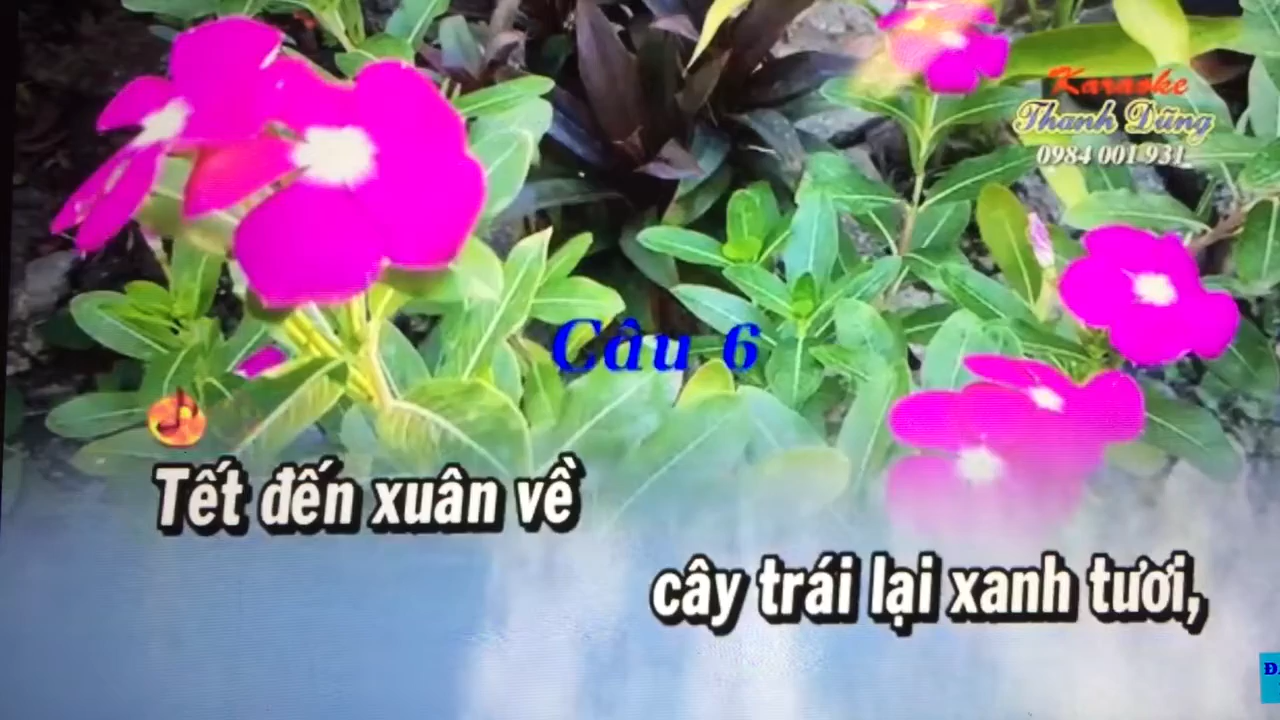 Karaoke
Thanh Dũng
0984 001 931
Câu 6
Tết đến xuân về
cây trái lại xanh tươi,